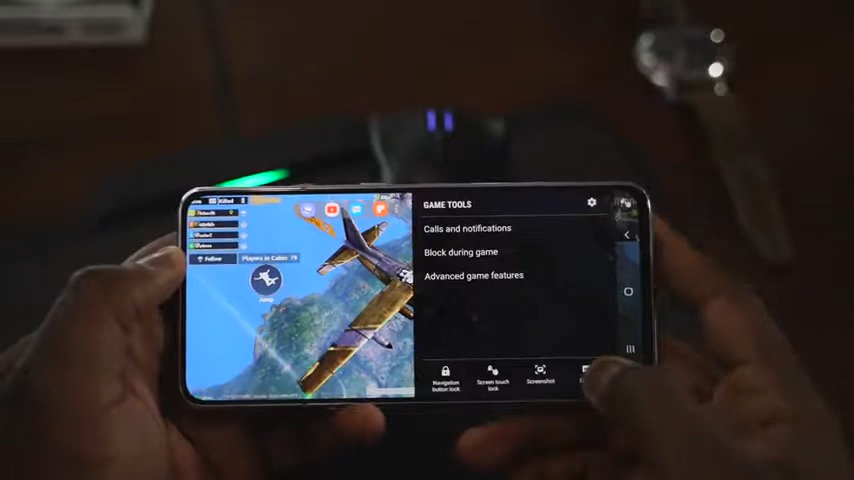 GAME TOOLS
Calls and notifications
Block during game
Advanced game features
Follow
Players in Cabin: 79
Jump
Navigation
button lock
Screen touch
lock
Screenshot